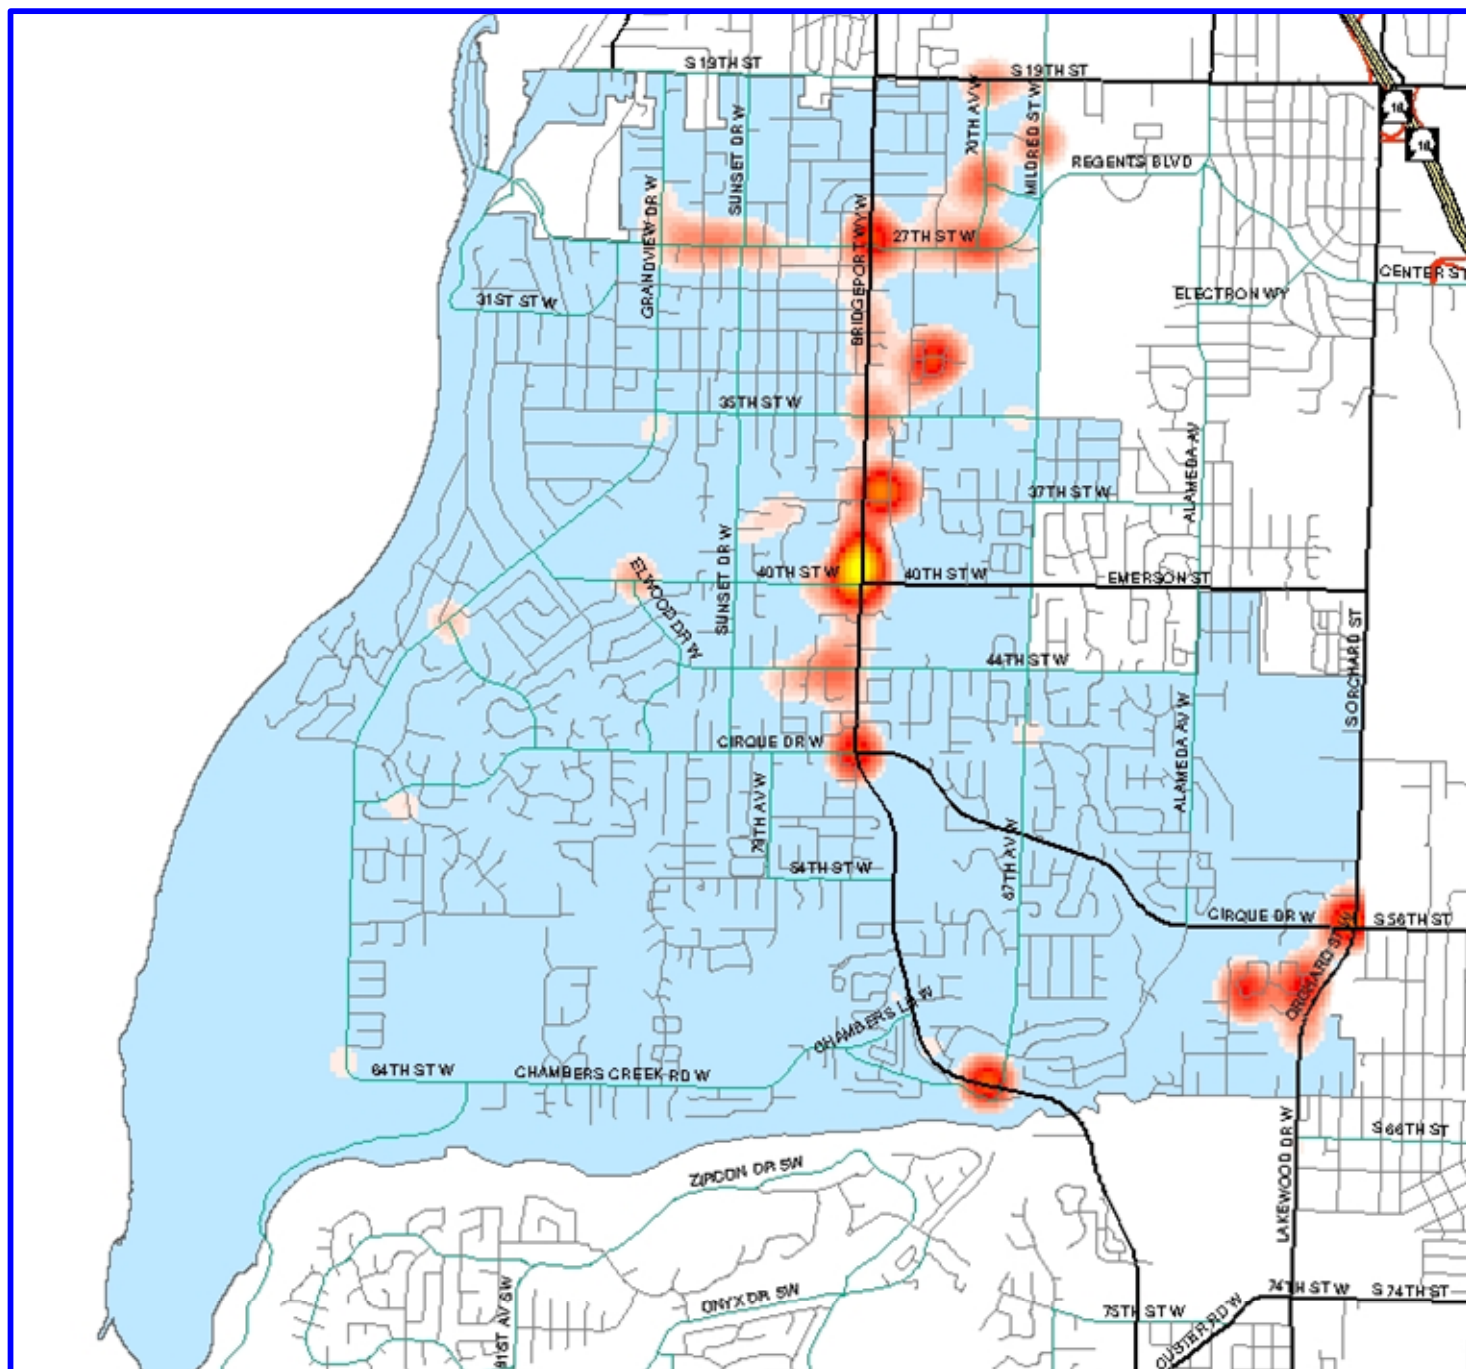 S 19TH ST
S 19TH ST
70TH AV W
MILDRED ST W
SUNSET DR W
REGENTS BLVD
16
16
GRANDVIEW DR W
BRIDGEPORT WY W
27TH ST W
CENTER ST
31ST ST W
ELECTRON WY
35TH ST W
ALAMEDA AV
37TH ST W
SUNSET DR W
ELWOOD DR W
40TH ST W
40TH ST W
EMERSON ST
44TH ST W
S ORCHARD ST
CIRQUE DR W
ALAMEDA AV W
79TH AV W
67TH AV W
54TH ST W
CIRQUE DR W
S 56TH ST
ORCHARD ST W
CHAMBERS LN W
64TH ST W
CHAMBERS CREEK RD W
S 66TH ST
LAKEWOOD DR W
ZIRCON DR SW
ONYX DR SW
91ST AV SW
74TH ST W
S 74TH ST
75TH ST W
CUSTER RD W